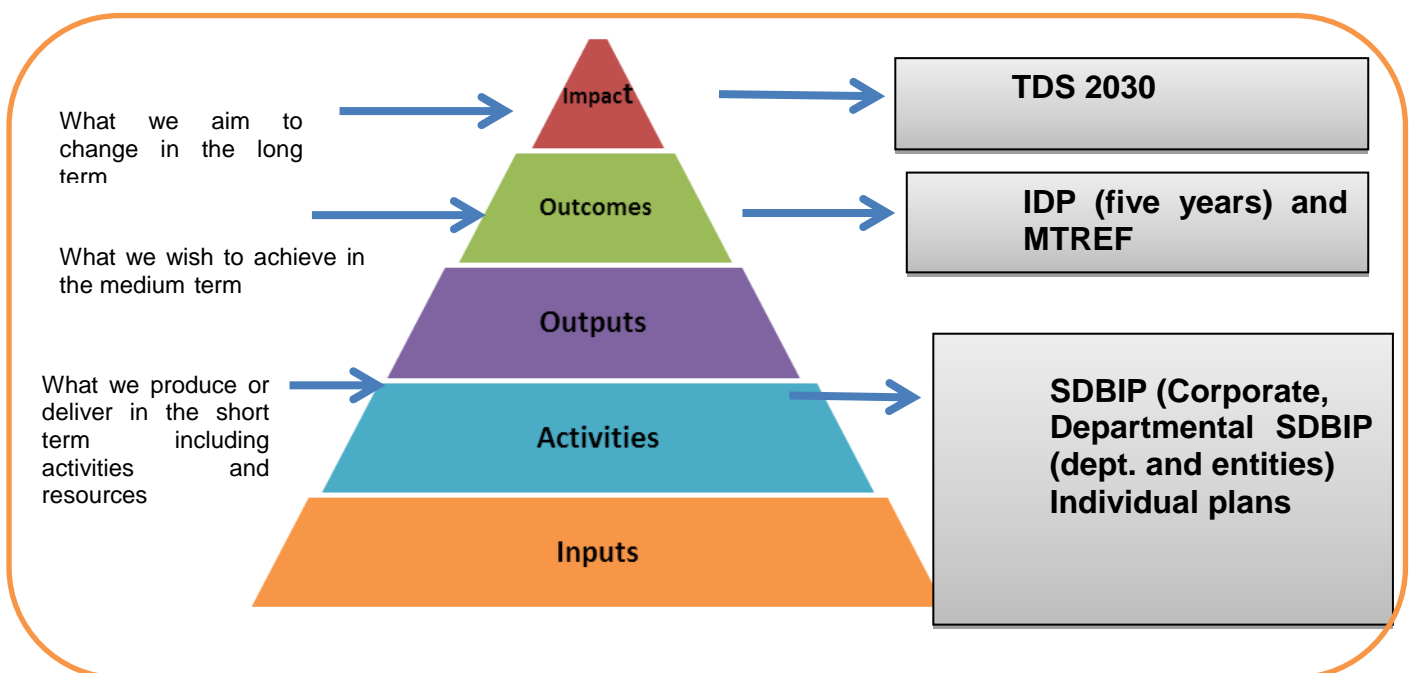 Impact
TDS 2030
What we aim to
change in the long
term
Outcomes
IDP (five years) and
MTREF
What we wish to achieve in
the medium term
Outputs
What we produce or
deliver in the short
term including
activities and
resources
Activities
SDBIP (Corporate,
Departmental SDBIP
(dept. and entities)
Individual plans
Inputs